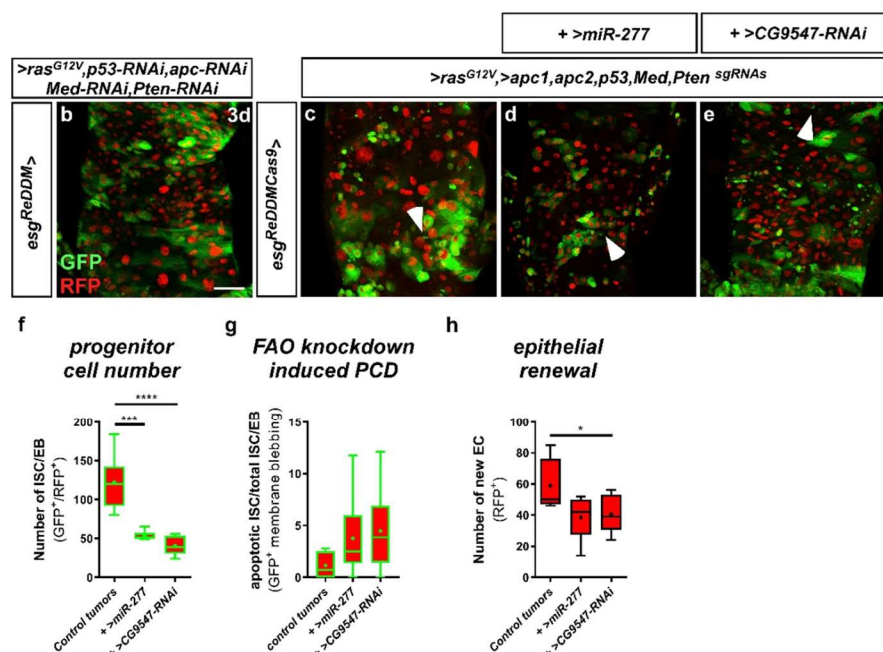 + >miR-277
+ >CG9547-RNAi
>ras^G12V,p53-RNAi,apc-RNAi
Med-RNAi,Pten-RNAi
>ras^G12V,>apc1,apc2,p53,Med,Pten ^sgRNAs
esg^ReDDM>
b
3d
GFP
RFP
esg^ReDDMCas9>
c
d
e
f
progenitor
cell number
Number of ISC/EB
(GFP+/RFP+)
200
150
100
50
0
****
***
Control tumors
+ >miR-277
+ >CG9547-RNAi
g
FAO knockdown
induced PCD
apoptotic ISC/total ISC/EB
(GFP+ membrane blebbing)
15
10
5
0
control tumors
+ >miR-277
+ >CG9547-RNAi
h
epithelial
renewal
Number of new EC
(RFP+)
100
80
60
40
20
0
*
Control tumors
+ >miR-277
+ >CG9547-RNAi